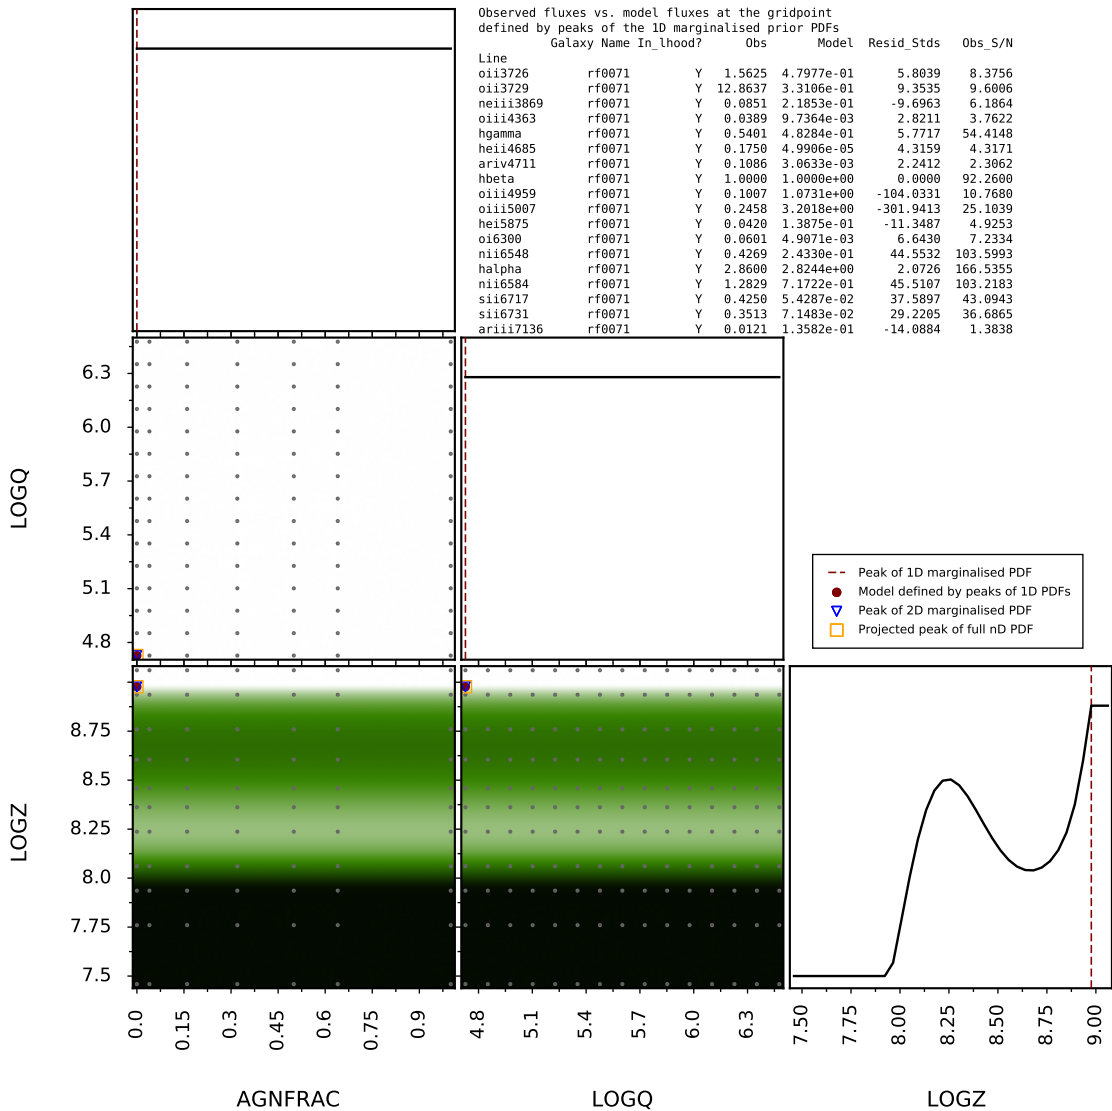 Observed fluxes vs. model fluxes at the gridpoint
defined by peaks of the 1D marginalised prior PDFs
Galaxy Name In_lhood? Obs Model Resid_Stds Obs_S/N
Line
oii3726 rf0071 Y 1.5625 4.7977e-01 5.8039 8.3756
oii3729 rf0071 Y 12.8637 3.3106e-01 9.3535 9.6006
neiii3869 rf0071 Y 0.0851 2.1853e-01 -9.6963 6.1864
oiii4363 rf0071 Y 0.0389 9.7364e-03 2.8211 3.7622
hgamma rf0071 Y 0.5401 4.8284e-01 5.7717 54.4148
heii4685 rf0071 Y 0.1750 4.9906e-05 4.3159 4.3171
ariv4711 rf0071 Y 0.1086 3.0633e-03 2.2412 2.3062
hbeta rf0071 Y 1.0000 1.0000e+00 0.0000 92.2600
oiii4959 rf0071 Y 0.1007 1.0731e+00 -104.0331 10.7680
oiii5007 rf0071 Y 0.2458 3.2018e+00 -301.9413 25.1039
hei5875 rf0071 Y 0.0420 1.3875e-01 -11.3487 4.9253
oi6300 rf0071 Y 0.0601 4.9071e-03 6.6430 7.2334
nii6548 rf0071 Y 0.4269 2.4330e-01 44.5532 103.5993
halpha rf0071 Y 2.8600 2.8244e+00 2.0726 166.5355
nii6584 rf0071 Y 1.2829 7.1722e-01 45.5107 103.2183
sii6717 rf0071 Y 0.4250 5.4287e-02 37.5897 43.0943
sii6731 rf0071 Y 0.3513 7.1483e-02 29.2205 36.6865
ariii7136 rf0071 Y 0.0121 1.3582e-01 -14.0884 1.3838
LOGQ
6.3
6.0
5.7
5.4
5.1
4.8
Peak of 1D marginalised PDF
Model defined by peaks of 1D PDFs
Peak of 2D marginalised PDF
Projected peak of full nD PDF
LOGZ
8.75
8.5
8.25
8.0
7.75
7.5
0.0 0.15 0.3 0.45 0.6 0.75 0.9
4.8 5.1 5.4 5.7 6.0 6.3
7.50 7.75 8.00 8.25 8.50 8.75 9.00
AGNFRAC LOGQ LOGZ